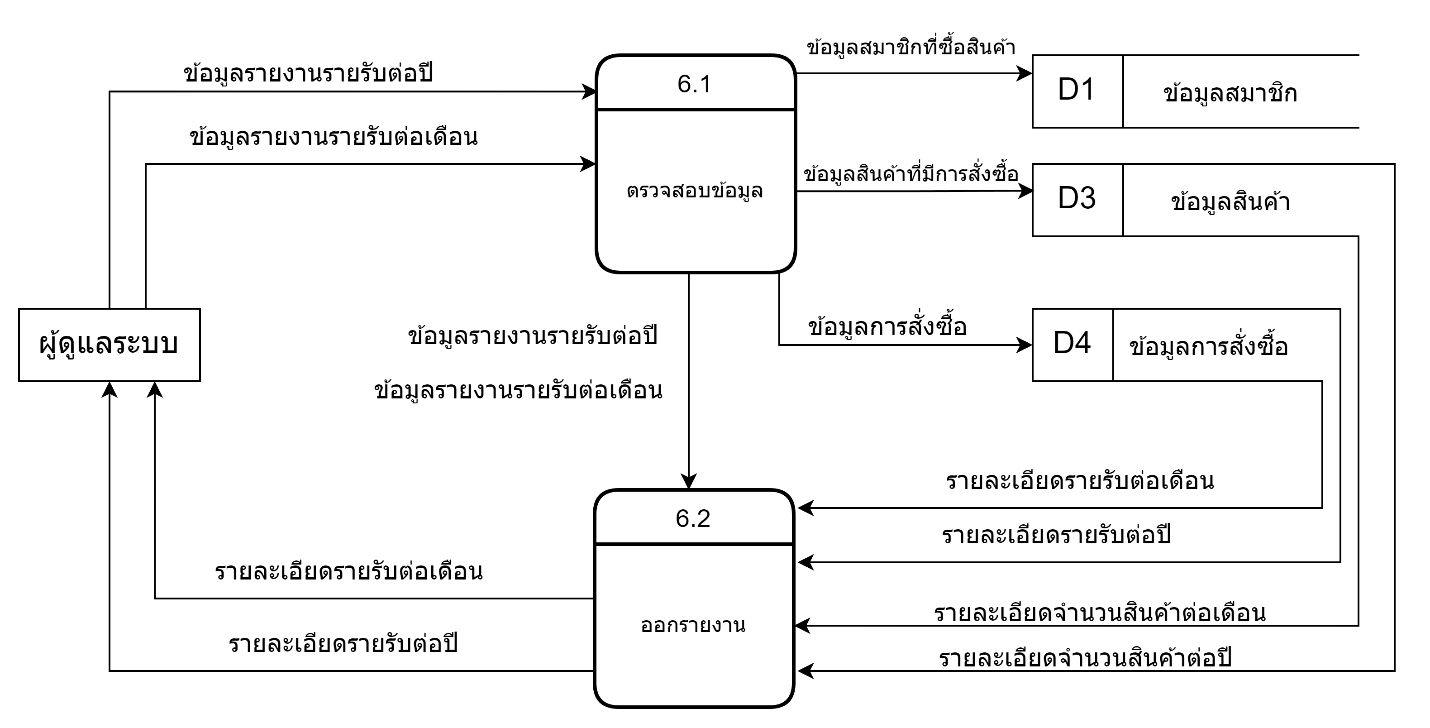 ข้อมูลสมาชิกที่ซื้อสินค้า
ข้อมูลรายงานรายรับต่อปี
6.1
D1
ข้อมูลสมาชิก
ข้อมูลรายงานรายรับต่อเดือน
ตรวจสอบข้อมูล
ข้อมูลสินค้าที่มีการสั่งซื้อ
D3
ข้อมูลสินค้า
ผู้ดูแลระบบ
ข้อมูลรายงานรายรับต่อปี
ข้อมูลการสั่งซื้อ
D4
ข้อมูลการสั่งซื้อ
ข้อมูลรายงานรายรับต่อเดือน
รายละเอียดรายรับต่อเดือน
6.2
รายละเอียดรายรับต่อปี
รายละเอียดรายรับต่อเดือน
ออกรายงาน
รายละเอียดจำนวนสินค้าต่อเดือน
รายละเอียดรายรับต่อปี
รายละเอียดจำนวนสินค้าต่อปี